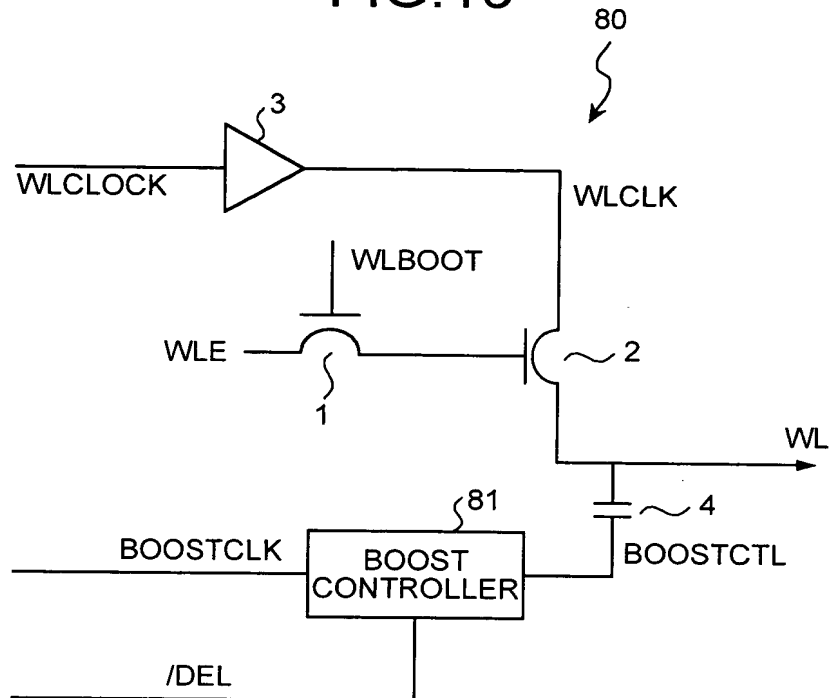 80
3
WLCLOCK
WLCLK
WLBOOT
WLE
2
1
WL
81
4
BOOSTCLK
BOOST
CONTROLLER
BOOSTCTL
/DEL